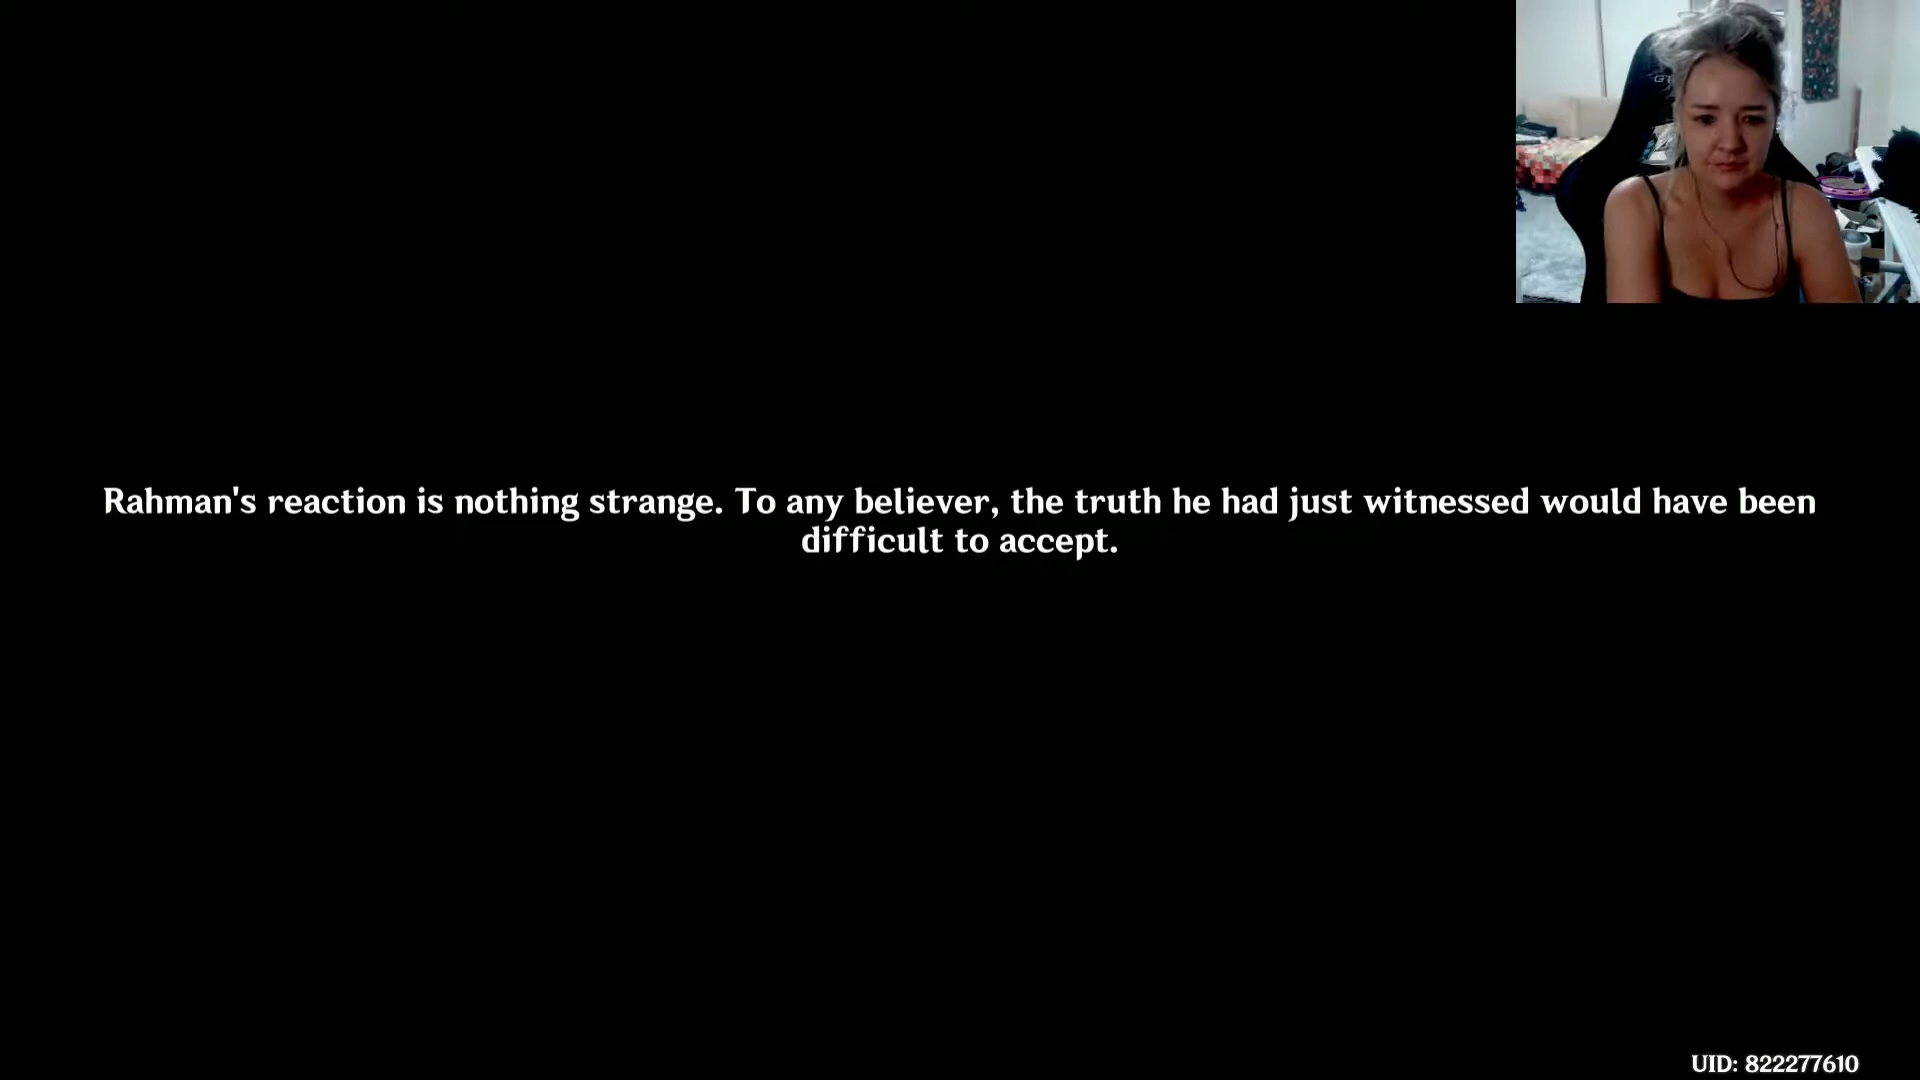 Rahman's reaction is nothing strange. To any believer, the truth he had just witnessed would have been
difficult to accept.
UID: 822277610